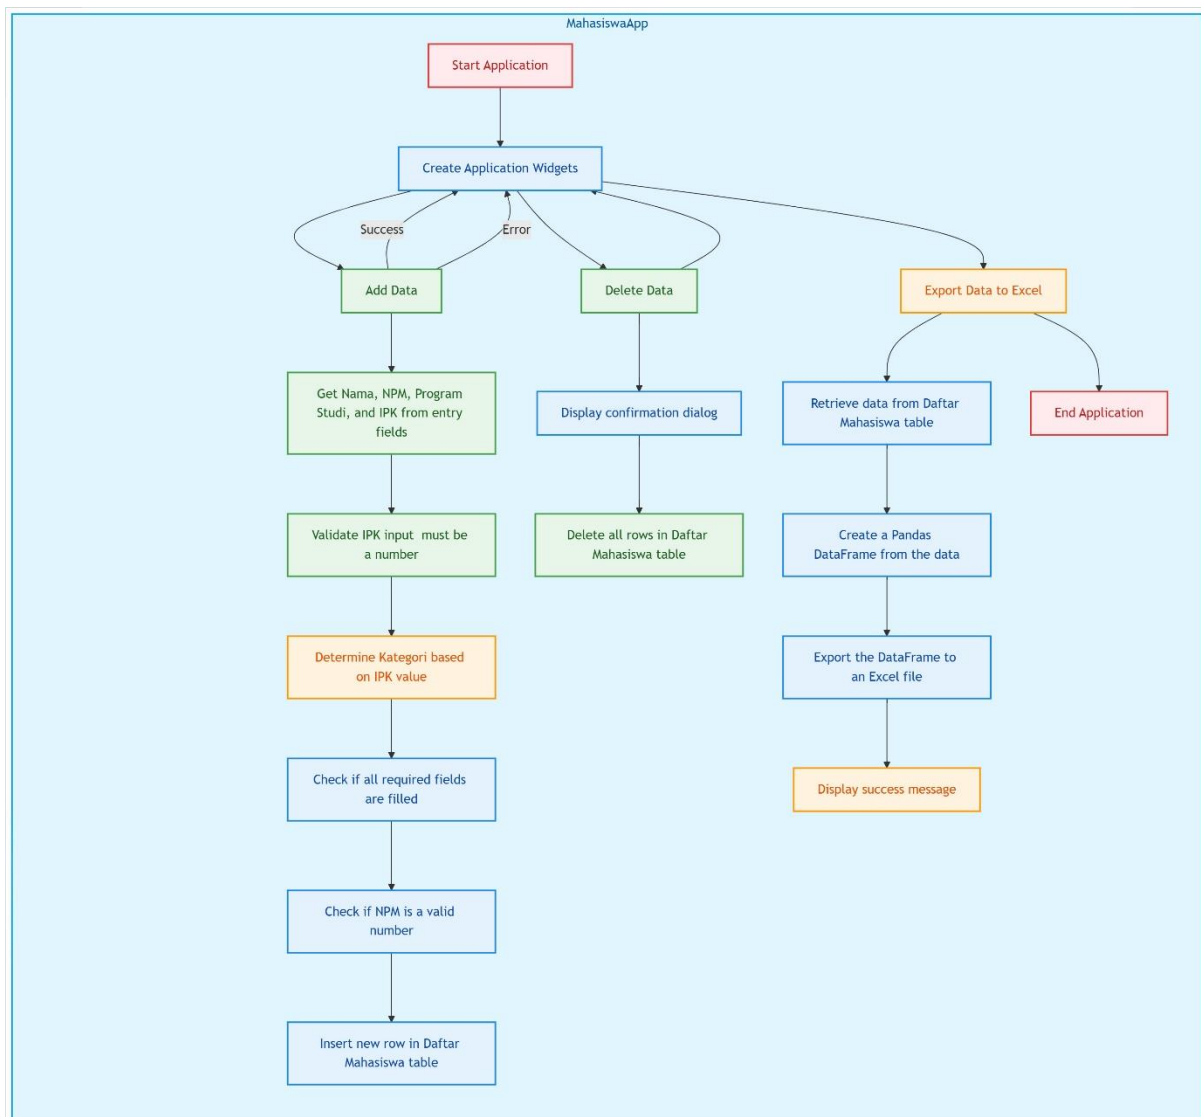 MahasiswaApp
Start Application
Create Application Widgets
Success
Error
Add Data
Delete Data
Export Data to Excel
Get Nama, NPM, Program
Studi, and IPK from entry
fields
Display confirmation dialog
Retrieve data from Daftar
Mahasiswa table
End Application
Validate IPK input must be
a number
Delete all rows in Daftar
Mahasiswa table
Create a Pandas
DataFrame from the data
Determine Kategori based
on IPK value
Export the DataFrame to
an Excel file
Check if all required fields
are filled
Display success message
Check if NPM is a valid
number
Insert new row in Daftar
Mahasiswa table